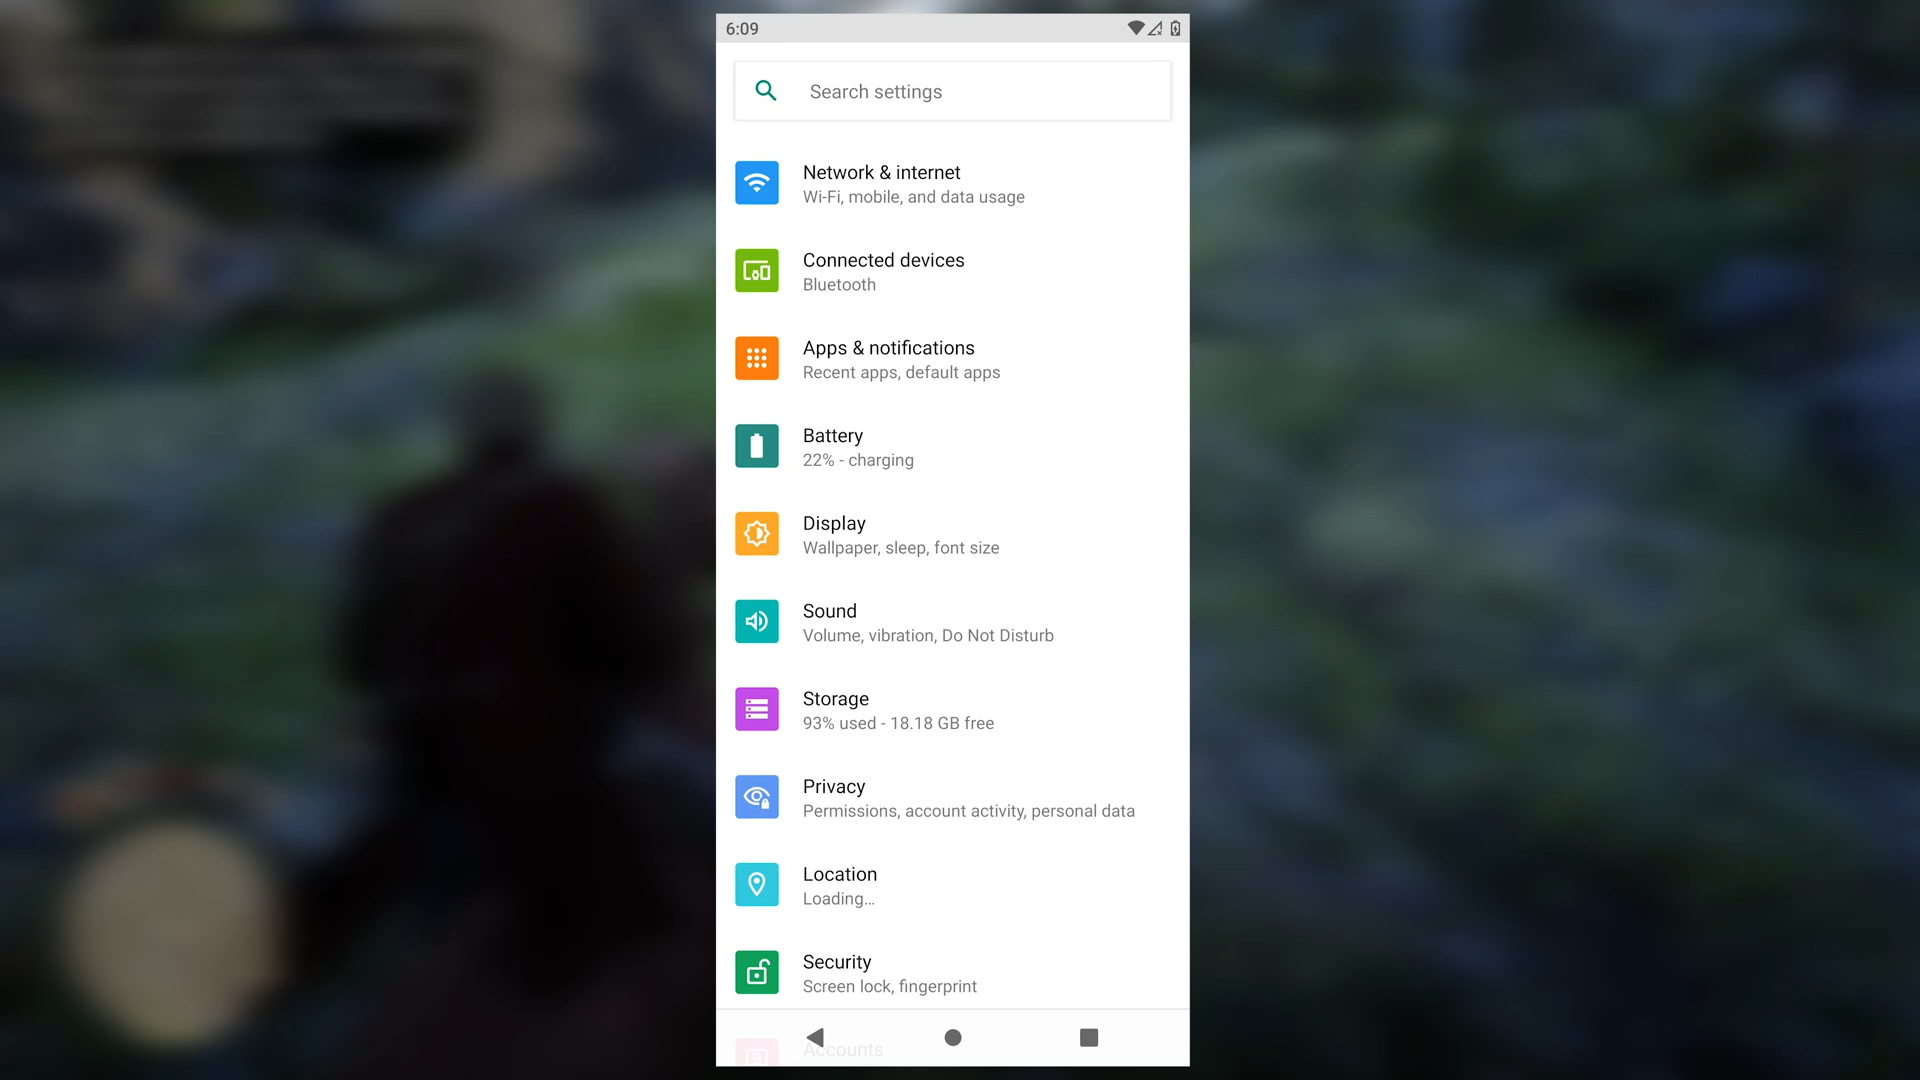 6:09
Search settings
Network & internet
Wi-Fi, mobile, and data usage
Connected devices
Bluetooth
Apps & notifications
Recent apps, default apps
Battery
22% - charging
Display
Wallpaper, sleep, font size
Sound
Volume, vibration, Do Not Disturb
Storage
93% used - 18.18 GB free
Privacy
Permissions, account activity, personal data
Location
Loading...
Security
Screen lock, fingerprint
Accounts